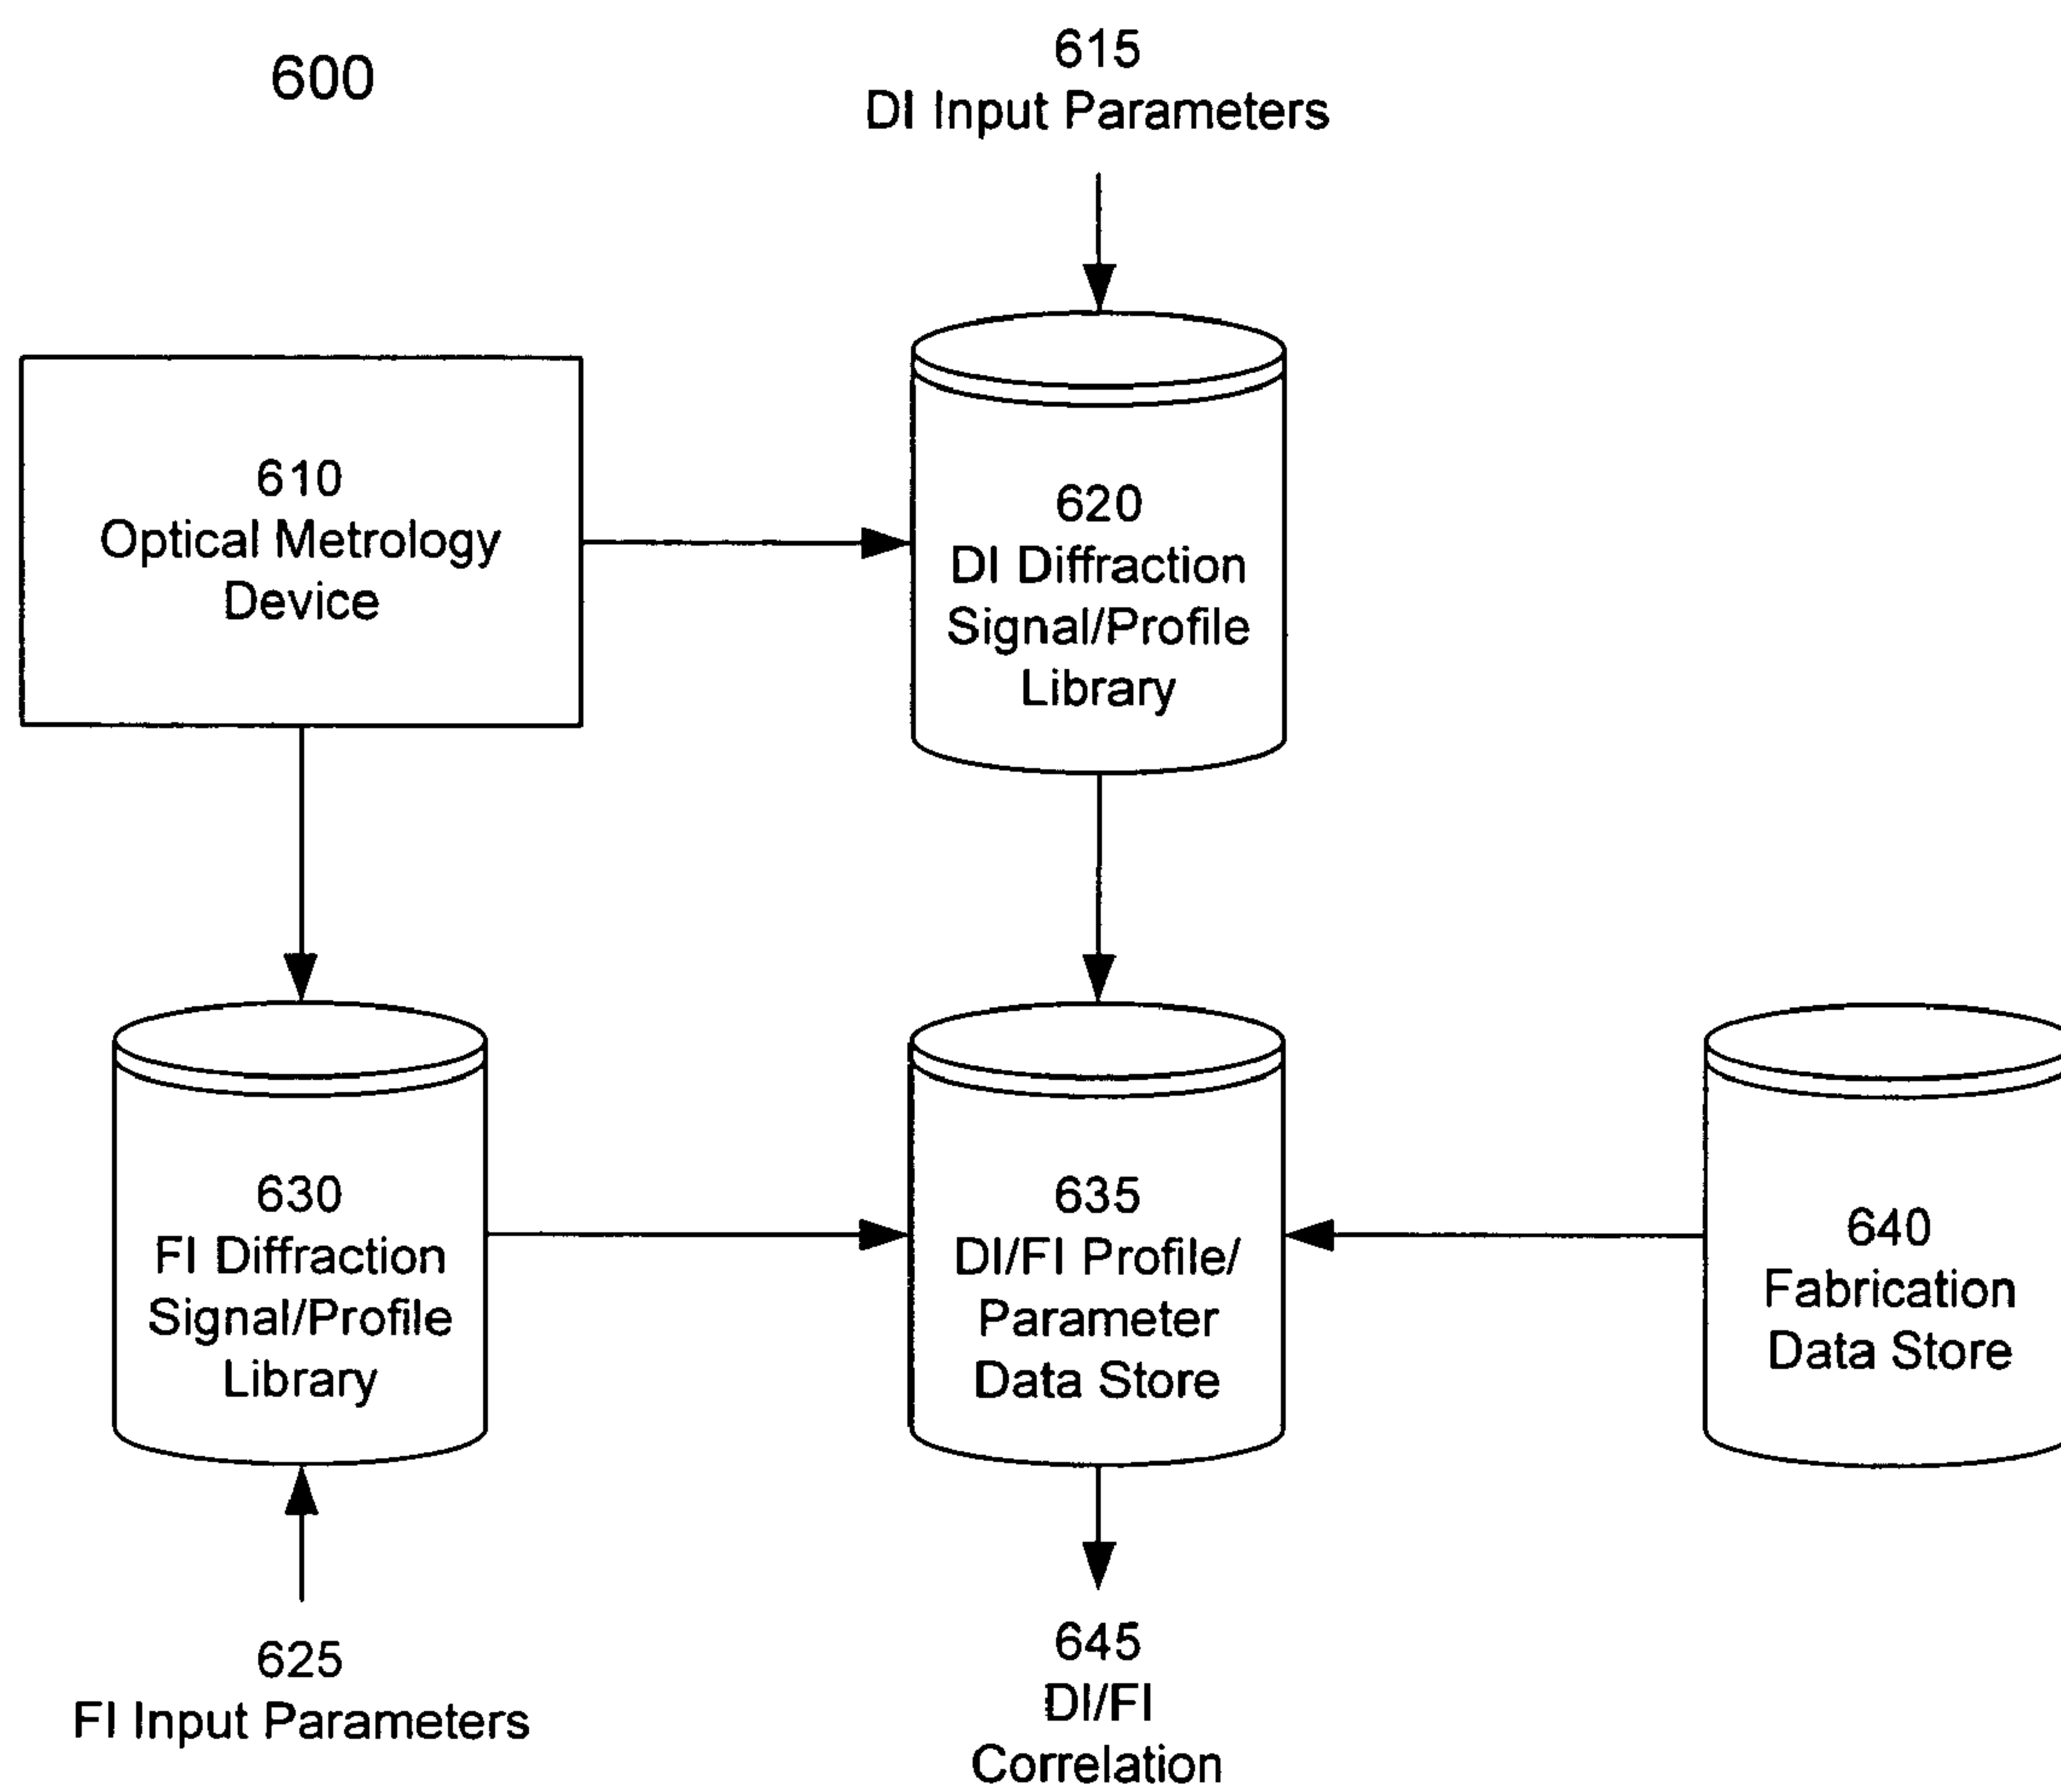 600
615
DI Input Parameters
610
Optical Metrology
Device
620
DI Diffraction
Signal/Profile
Library
630
FI Diffraction
Signal/Profile
Library
635
DI/FI Profile/
Parameter
Data Store
640
Fabrication
Data Store
625
FI Input Parameters
645
DI/FI
Correlation